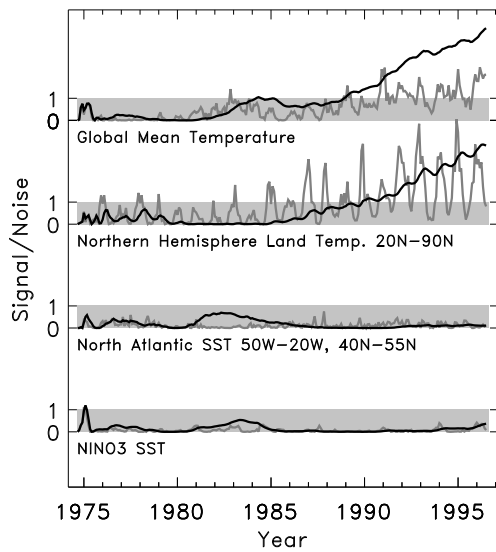 Signal/Noise
1
0
Global Mean Temperature
1
0
Northern Hemisphere Land Temp. 20N−90N
1
0
North Atlantic SST 50W−20W, 40N−55N
1
0
NINO3 SST
1975 1980 1985 1990 1995
Year